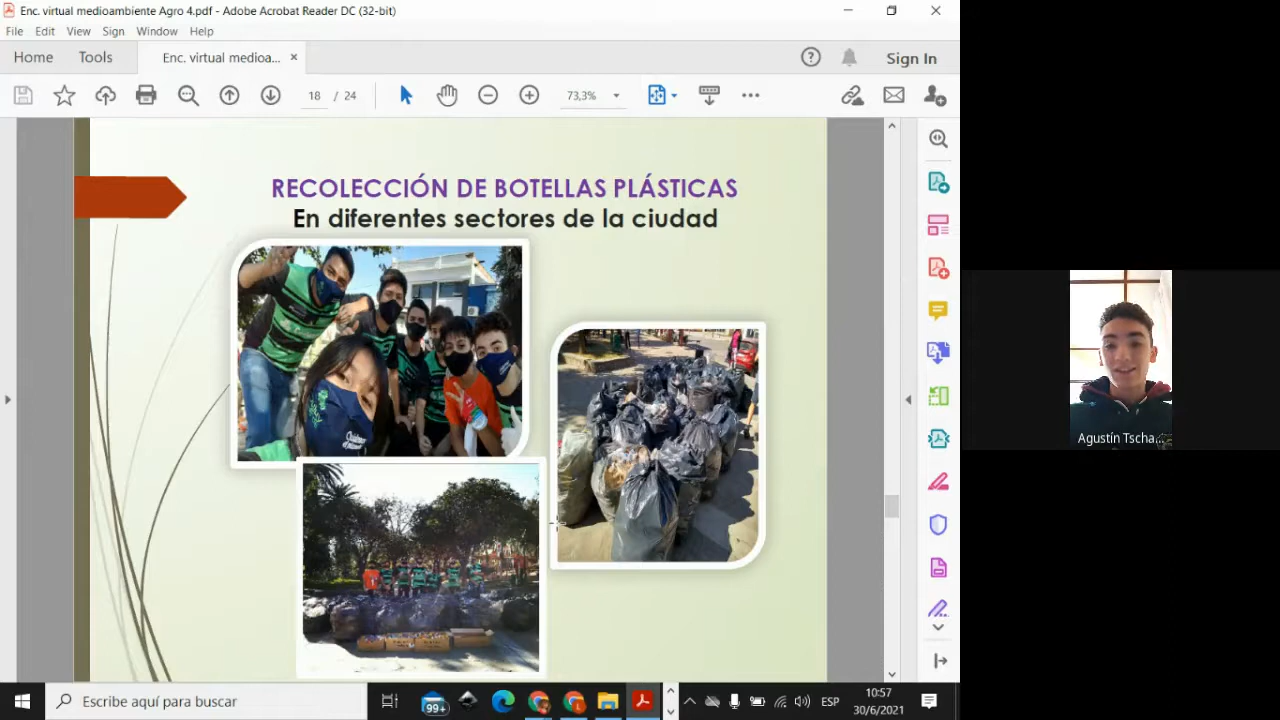 Enc. virtual medioambiente Agro 4.pdf - Adobe Acrobat Reader DC (32-bit)
File Edit View Sign Window Help
Home Tools Enc. virtual medioa... × Sign In
18 / 24 73,3%
RECOLECCIÓN DE BOTELLAS PLÁSTICAS
En diferentes sectores de la ciudad
Agustín Tscha...
Escribe aquí para buscar
99+
ESP
10:57
30/6/2021